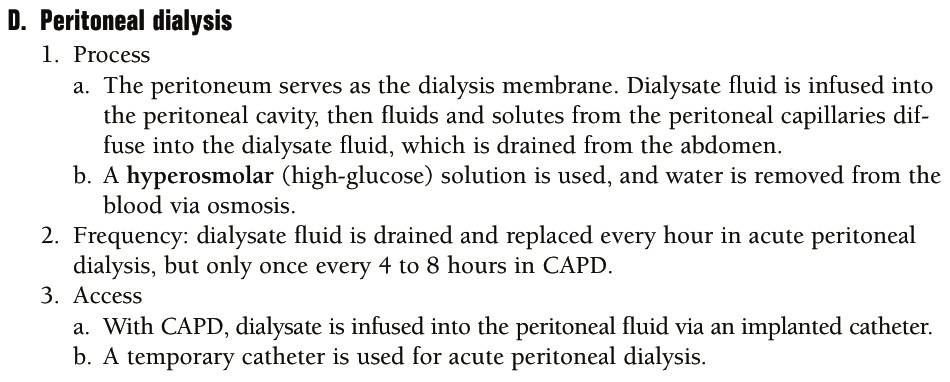 D. Peritoneal dialysis
1. Process
a. The peritoneum serves as the dialysis membrane. Dialysate fluid is infused into
the peritoneal cavity, then fluids and solutes from the peritoneal capillaries dif-
fuse into the dialysate fluid, which is drained from the abdomen.
b. A hyperosmolar (high-glucose) solution is used, and water is removed from the
blood via osmosis.
2. Frequency: dialysate fluid is drained and replaced every hour in acute peritoneal
dialysis, but only once every 4 to 8 hours in CAPD.
3. Access
a. With CAPD, dialysate is infused into the peritoneal fluid via an implanted catheter.
b. A temporary catheter is used for acute peritoneal dialysis.